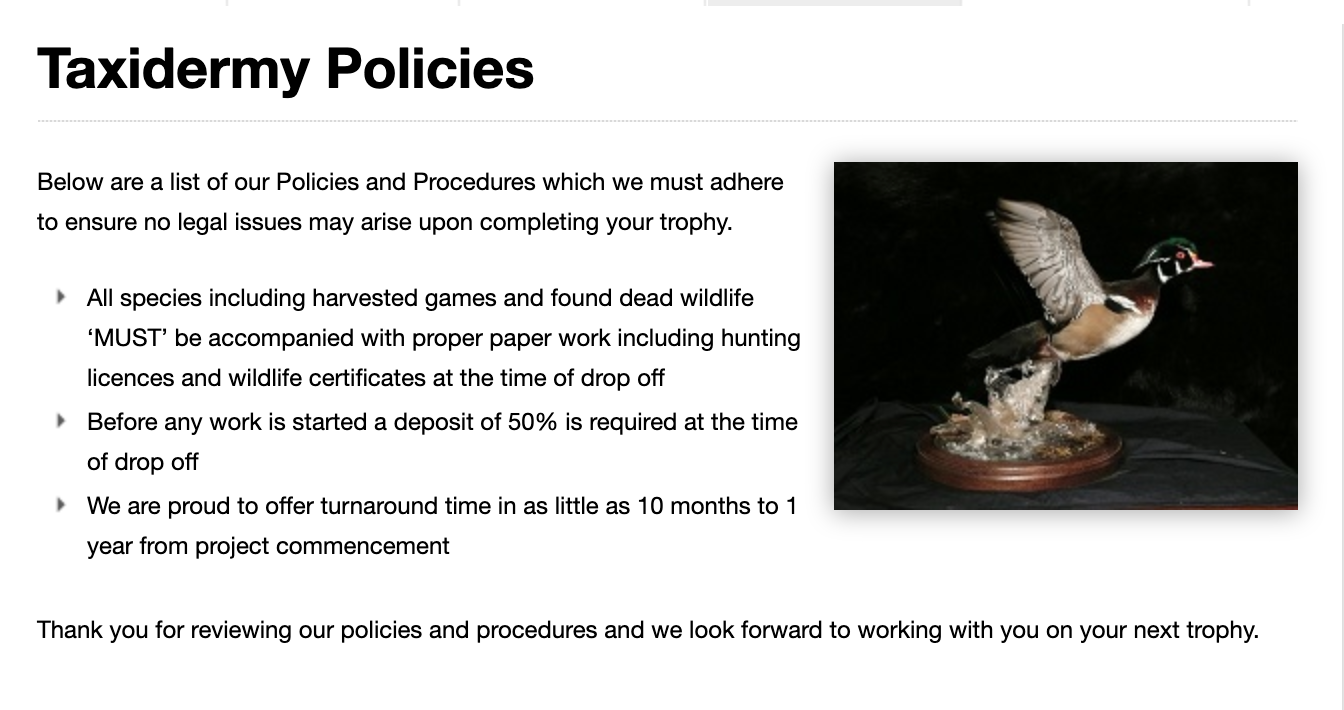 Taxidermy Policies
Below are a list of our Policies and Procedures which we must adhere
to ensure no legal issues may arise upon completing your trophy.
All species including harvested games and found dead wildlife
‘MUST’ be accompanied with proper paper work including hunting
licences and wildlife certificates at the time of drop off
Before any work is started a deposit of 50% is required at the time
of drop off
We are proud to offer turnaround time in as little as 10 months to 1
year from project commencement
Thank you for reviewing our policies and procedures and we look forward to working with you on your next trophy.